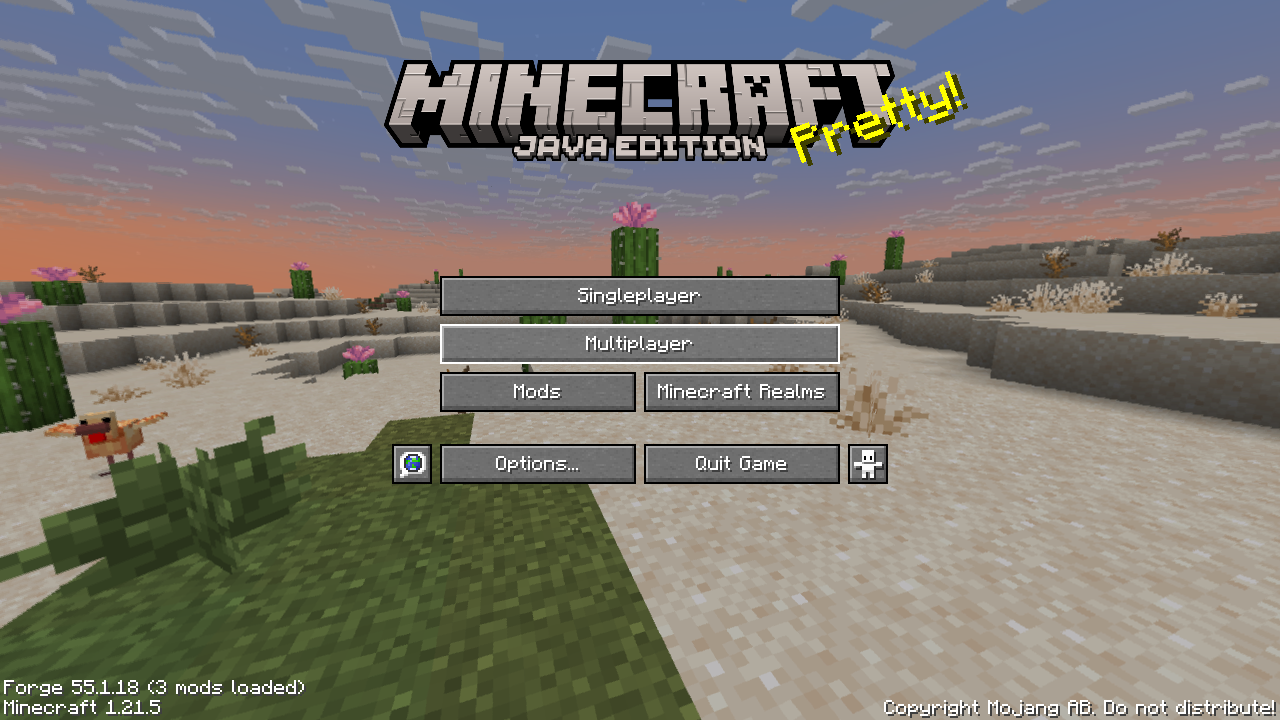 MINECRAFT
JAVA EDITION
Pretty!
Singleplayer
Multiplayer
Mods
Minecraft Realms
Options...
Quit Game
Forge 55.1.18 (3 mods loaded)
Minecraft 1.21.5
Copyright Mojang AB. Do not distribute!